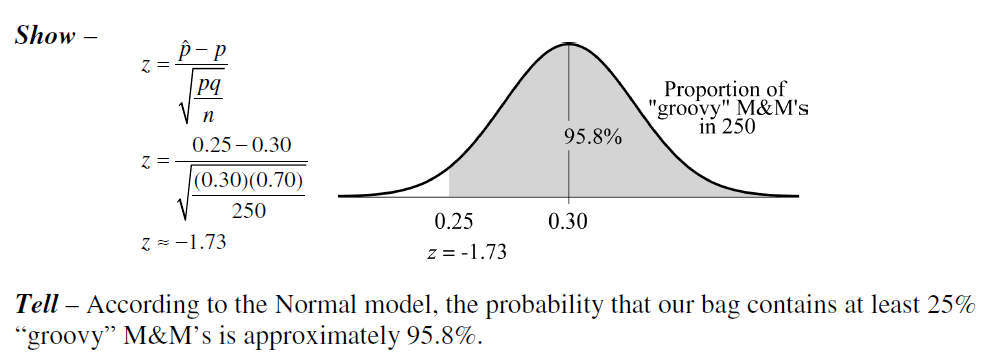 Show –
z = p̂ – p / √(pq / n)
z = 0.25 – 0.30 / √((0.30)(0.70) / 250)
z ≈ –1.73
Proportion of
"groovy" M&M's
in 250
95.8%
0.25 0.30
z = -1.73
Tell – According to the Normal model, the probability that our bag contains at least 25%
“groovy” M&M’s is approximately 95.8%.